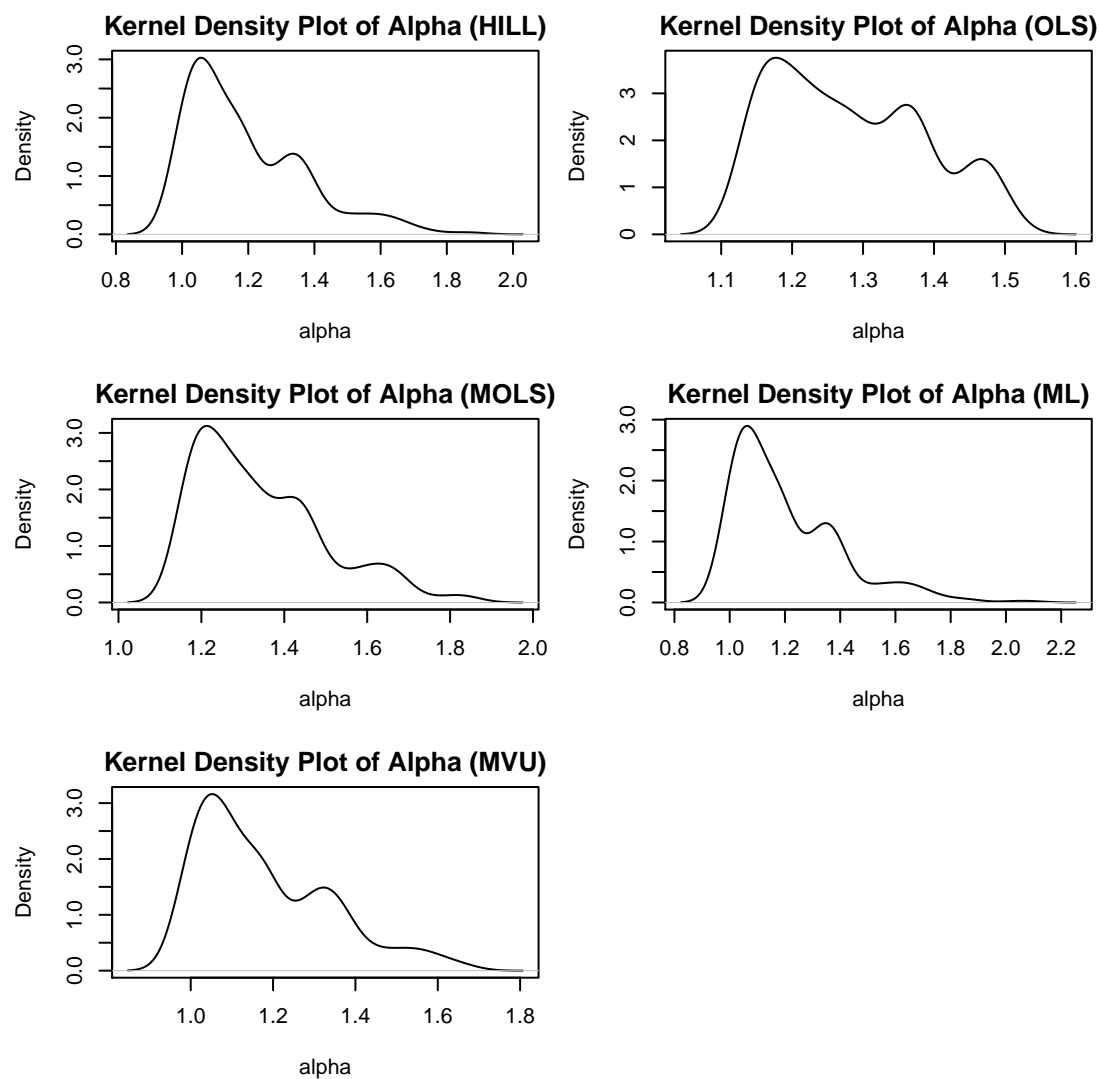 Kernel Density Plot of Alpha (HILL)
Density
0.0 1.0 2.0 3.0
0.8 1.0 1.2 1.4 1.6 1.8 2.0
alpha
Kernel Density Plot of Alpha (OLS)
Density
0 1 2 3
1.1 1.2 1.3 1.4 1.5 1.6
alpha
Kernel Density Plot of Alpha (MOLS)
Density
0.0 1.0 2.0 3.0
1.0 1.2 1.4 1.6 1.8 2.0
alpha
Kernel Density Plot of Alpha (ML)
Density
0.0 1.0 2.0 3.0
0.8 1.0 1.2 1.4 1.6 1.8 2.0 2.2
alpha
Kernel Density Plot of Alpha (MVU)
Density
0.0 1.0 2.0 3.0
1.0 1.2 1.4 1.6 1.8
alpha